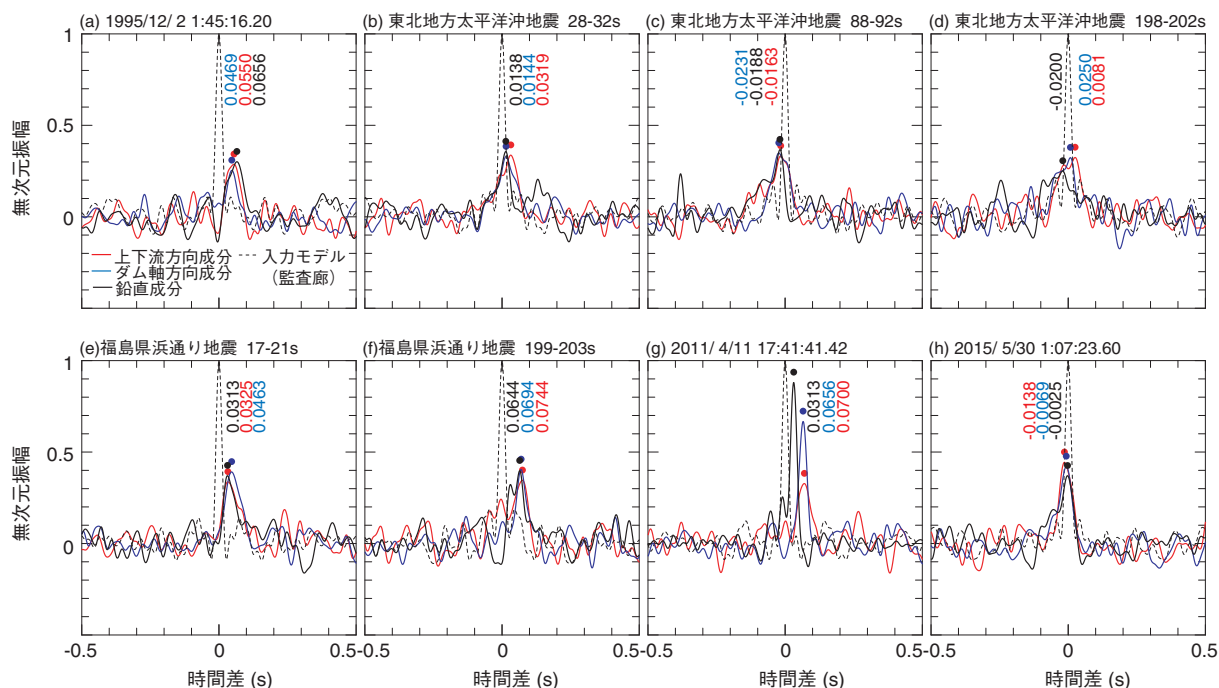 (a) 1995/12/ 2 1:45:16.20
(b) 東北地方太平洋沖地震 28-32s
(c) 東北地方太平洋沖地震 88-92s
(d) 東北地方太平洋沖地震 198-202s
無次元振幅
1
0.5
0
0.0469
0.0550
0.0656
0.0138
0.0144
0.0319
-0.0231
-0.0188
-0.0163
-0.0200
0.0250
0.0081
上下流方向成分
ダム軸方向成分
鉛直成分
入力モデル
（監査廊）
(e)福島県浜通り地震 17-21s
(f)福島県浜通り地震 199-203s
(g) 2011/ 4/11 17:41:41.42
(h) 2015/ 5/30 1:07:23.60
無次元振幅
1
0.5
0
0.0313
0.0325
0.0463
0.0644
0.0694
0.0744
0.0313
0.0656
0.0700
-0.0138
-0.0069
-0.0025
-0.5 0 0.5 0 0.5 0 0.5 0 0.5
時間差 (s) 時間差 (s) 時間差 (s) 時間差 (s)